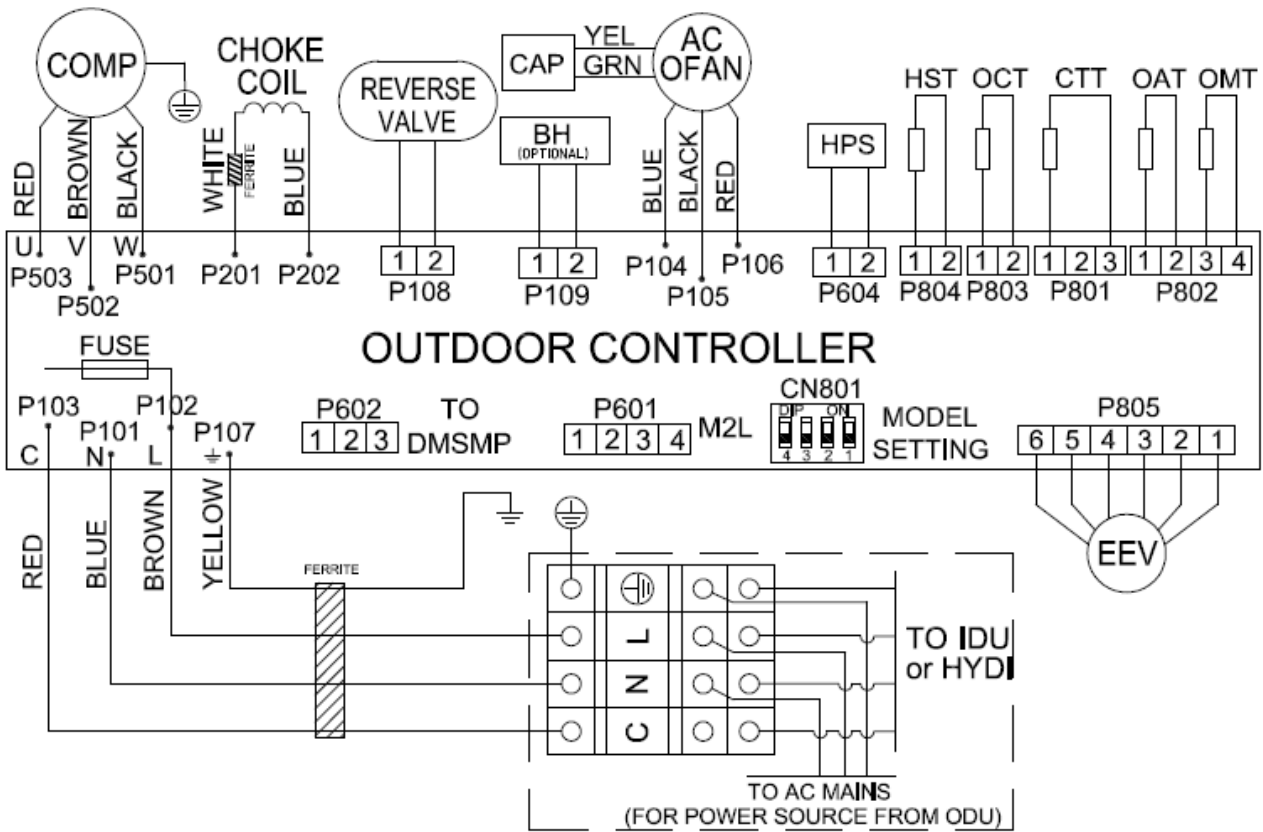 COMP
CHOKE
COIL
REVERSE
VALVE
CAP
YEL
GRN
AC
OFAN
BH
(OPTIONAL)
HPS
HST
OCT
CTT
OAT
OMT
RED
BROWN
BLACK
WHITE
FERRITE
BLUE
BLUE
BLACK
RED
U
V
W
P503
P502
P501
P201
P202
1 2
P108
1 2
P109
P104
P105
P106
1 2
P604
1 2
P804
1 2
P803
1 2 3
P801
1 2 3 4
P802
FUSE
OUTDOOR CONTROLLER
P103
P101
P102
P107
C
N
L
P602
1 2 3
TO
DMSMP
P601
1 2 3 4
M2L
CN801
DIP ON
4 3 2 1
MODEL
SETTING
P805
6 5 4 3 2 1
EEV
RED
BLUE
BROWN
YELLOW
FERRITE
L
N
C
TO IDU
or HYDI
TO AC MAINS
(FOR POWER SOURCE FROM ODU)